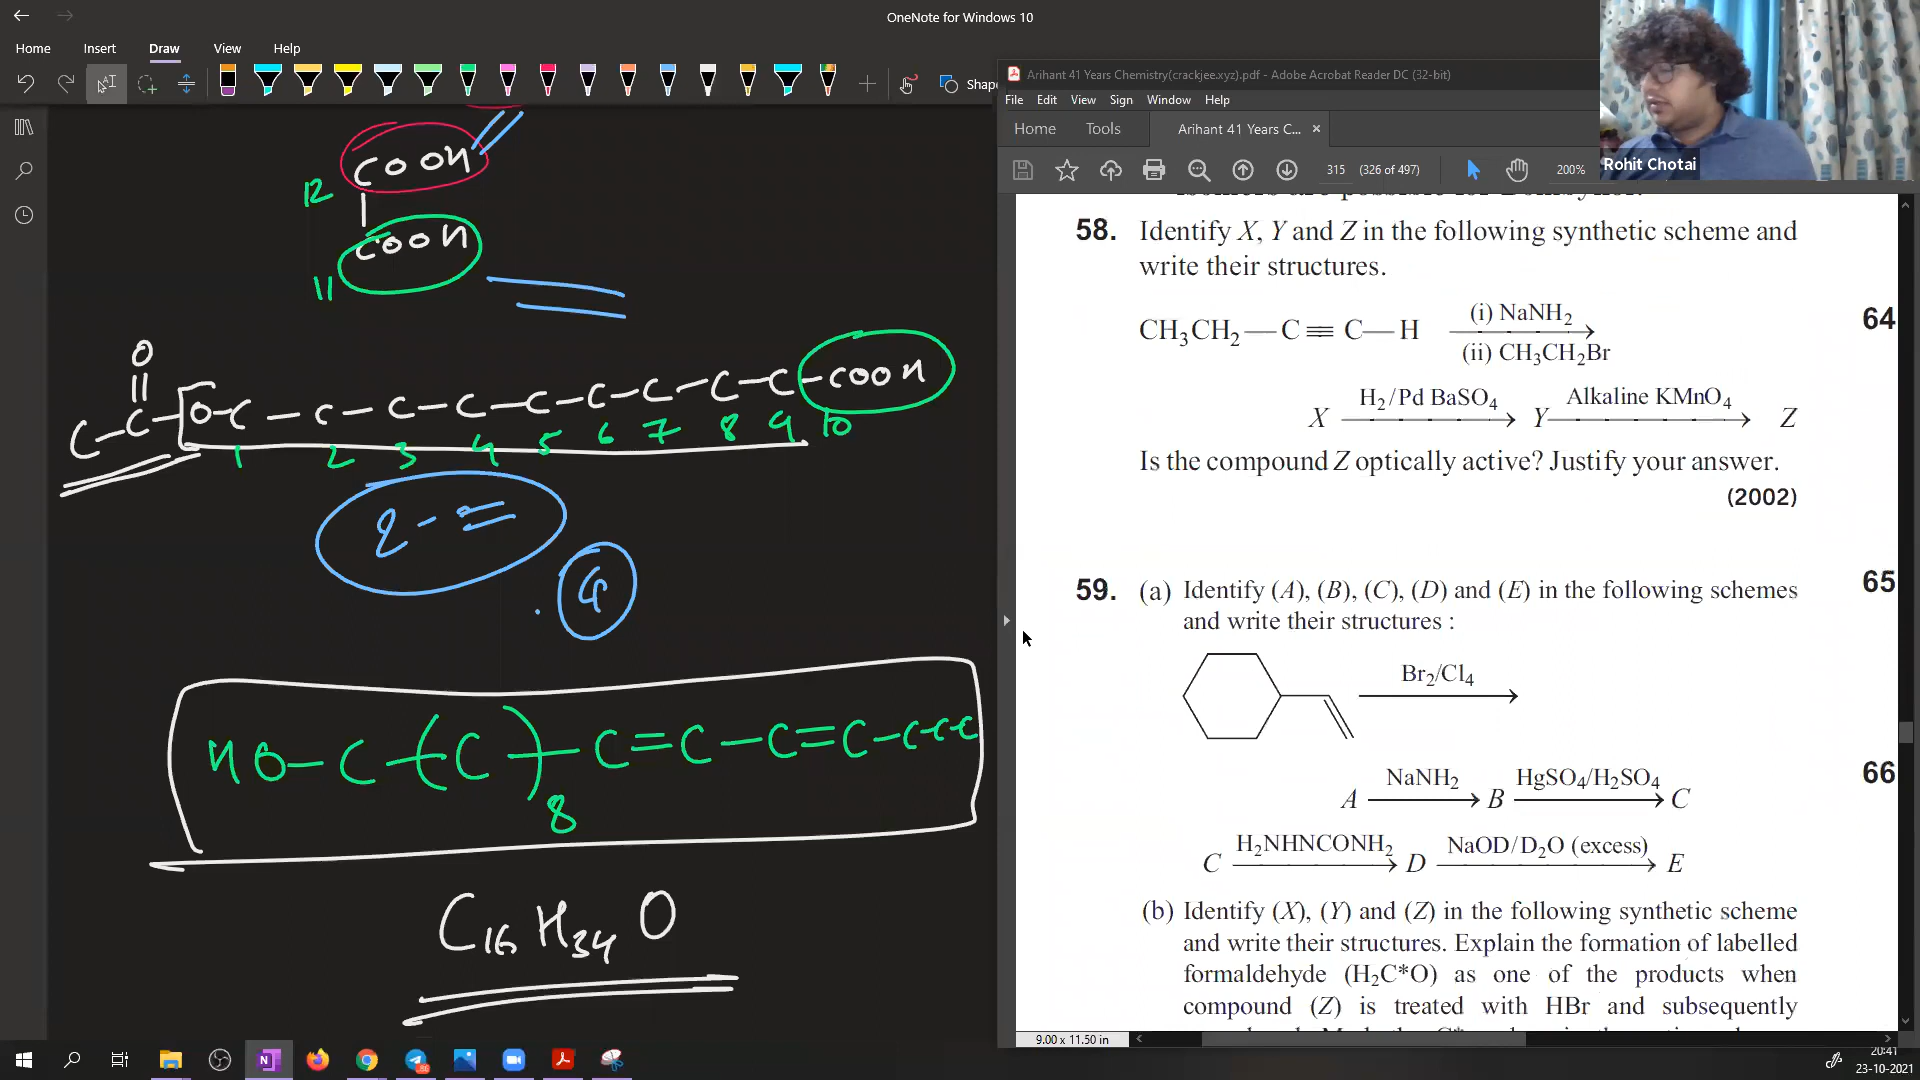 OneNote for Windows 10
Home Insert Draw View Help
Shape
COOH
12
COOH
11
O
C-C-O-C-C-C-C-C-C-C-C-C-COOH
1 2 3 4 5 6 7 8 9 10
2- =
4
HO-C-(C)8-C=C-C=C-C-C-C
C16H34O
Arihant 41 Years Chemistry(crackjee.xyz).pdf - Adobe Acrobat Reader DC (32-bit)
File Edit View Sign Window Help
Home Tools Arihant 41 Years C... ×
315 (326 of 497) 200%
Rohit Chotai
58. Identify X, Y and Z in the following synthetic scheme and
write their structures.
(i) NaNH2
CH3CH2—C≡C—H
(ii) CH3CH2Br
H2/Pd BaSO4 Alkaline KMnO4
X Y Z
Is the compound Z optically active? Justify your answer.
(2002)
59. (a) Identify (A), (B), (C), (D) and (E) in the following schemes
and write their structures :
Br2/Cl4
NaNH2 HgSO4/H2SO4
A B C
H2NHNCONH2 NaOD/D2O (excess)
C D E
(b) Identify (X), (Y) and (Z) in the following synthetic scheme
and write their structures. Explain the formation of labelled
formaldehyde (H2C*O) as one of the products when
compound (Z) is treated with HBr and subsequently
64
65
66
9.00 x 11.50 in
20:41
23-10-2021